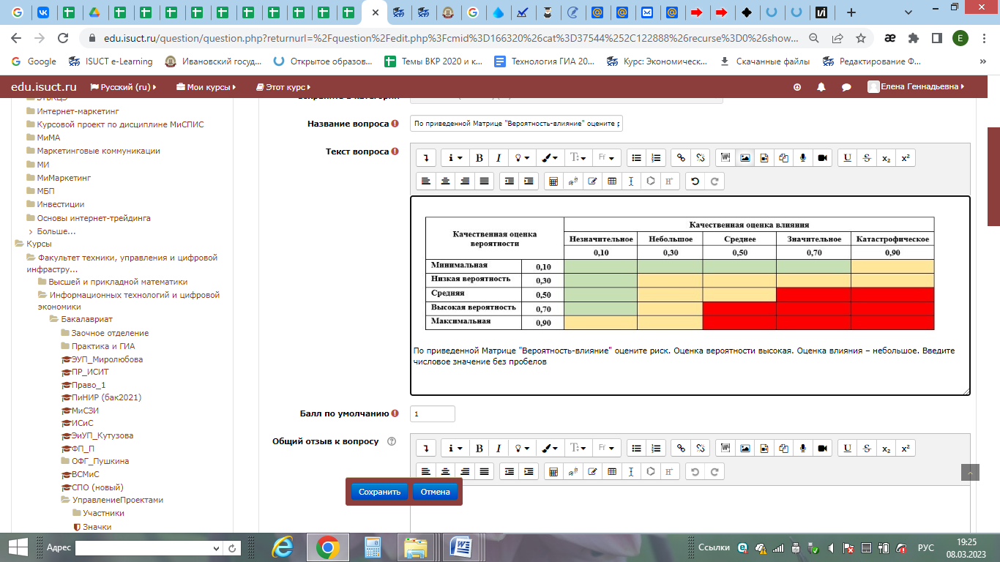 edu.isuct.ru/question/question.php?returnurl=%2Fquestion%2Fedit.php%3Fcmid%3D166320%26cat%3D37544%252C122888%26recurse%3D0%26show...
Google
ISUCT e-Learning
Ивановский госуд...
Открытое образов...
Темы ВКР 2020 и к...
Технология ГИА 20...
Курс: Экономическ...
Скачанные файлы
Редактирование Ф...
edu.isuct.ru
Русский (ru)
Мои курсы
Этот курс
Елена Геннадьевна
Интернет-маркетинг
Курсовой проект по дисциплине МиСПИС
МиМА
Маркетинговые коммуникации
МИ
МиМаркетинг
МБП
Инвестиции
Основы интернет-трейдинга
Больше...
Курсы
Факультет техники, управления и цифровой
инфрастру...
Высшей и прикладной математики
Информационных технологий и цифровой
экономики
Бакалавриат
Заочное отделение
Практика и ГИА
ЭУП_Миролюбова
ПР_ИСИТ
Право_1
ПиНИР (бак2021)
МиСЗИ
ИСиС
ЭиУП_Кутузова
ФП_П
ОФГ_Пушкина
ВСМиС
СПО (новый)
УправлениеПроектами
Участники
Значки
Название вопроса
По приведенной Матрице "Вероятность-влияние" оцените р
Текст вопроса
Качественная оценка
вероятности
Качественная оценка влияния
Незначительное Небольшое Среднее Значительное Катастрофическое
0,10 0,30 0,50 0,70 0,90
Минимальная 0,10
Низкая вероятность 0,30
Средняя 0,50
Высокая вероятность 0,70
Максимальная 0,90
По приведенной Матрице "Вероятность-влияние" оцените риск. Оценка вероятности высокая. Оценка влияния – небольшое. Введите
числовое значение без пробелов
Балл по умолчанию
1
Общий отзыв к вопросу
Сохранить
Отмена
Адрес
Ссылки
РУС
19:25
08.03.2023